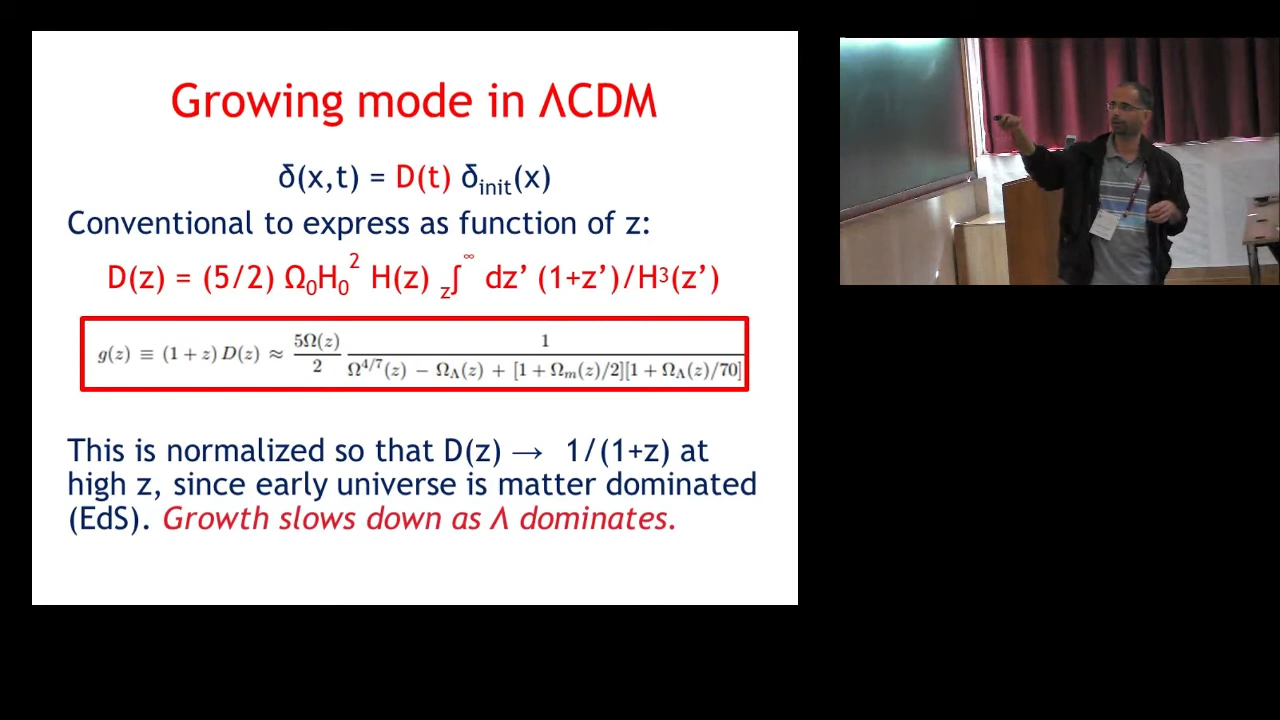 Growing mode in ΛCDM
δ(x,t) = D(t) δinit(x)
Conventional to express as function of z:
D(z) = (5/2) Ω₀H₀² H(z) z∫^∞ dz’ (1+z’)/H³(z’)
g(z) ≡ (1 + z) D(z) ≈ 5Ω(z)/2 1/(Ω^4/7(z) − ΩΛ(z) + [1 + Ωm(z)/2][1 + ΩΛ(z)/70])
This is normalized so that D(z) → 1/(1+z) at
high z, since early universe is matter dominated
(EdS). Growth slows down as Λ dominates.